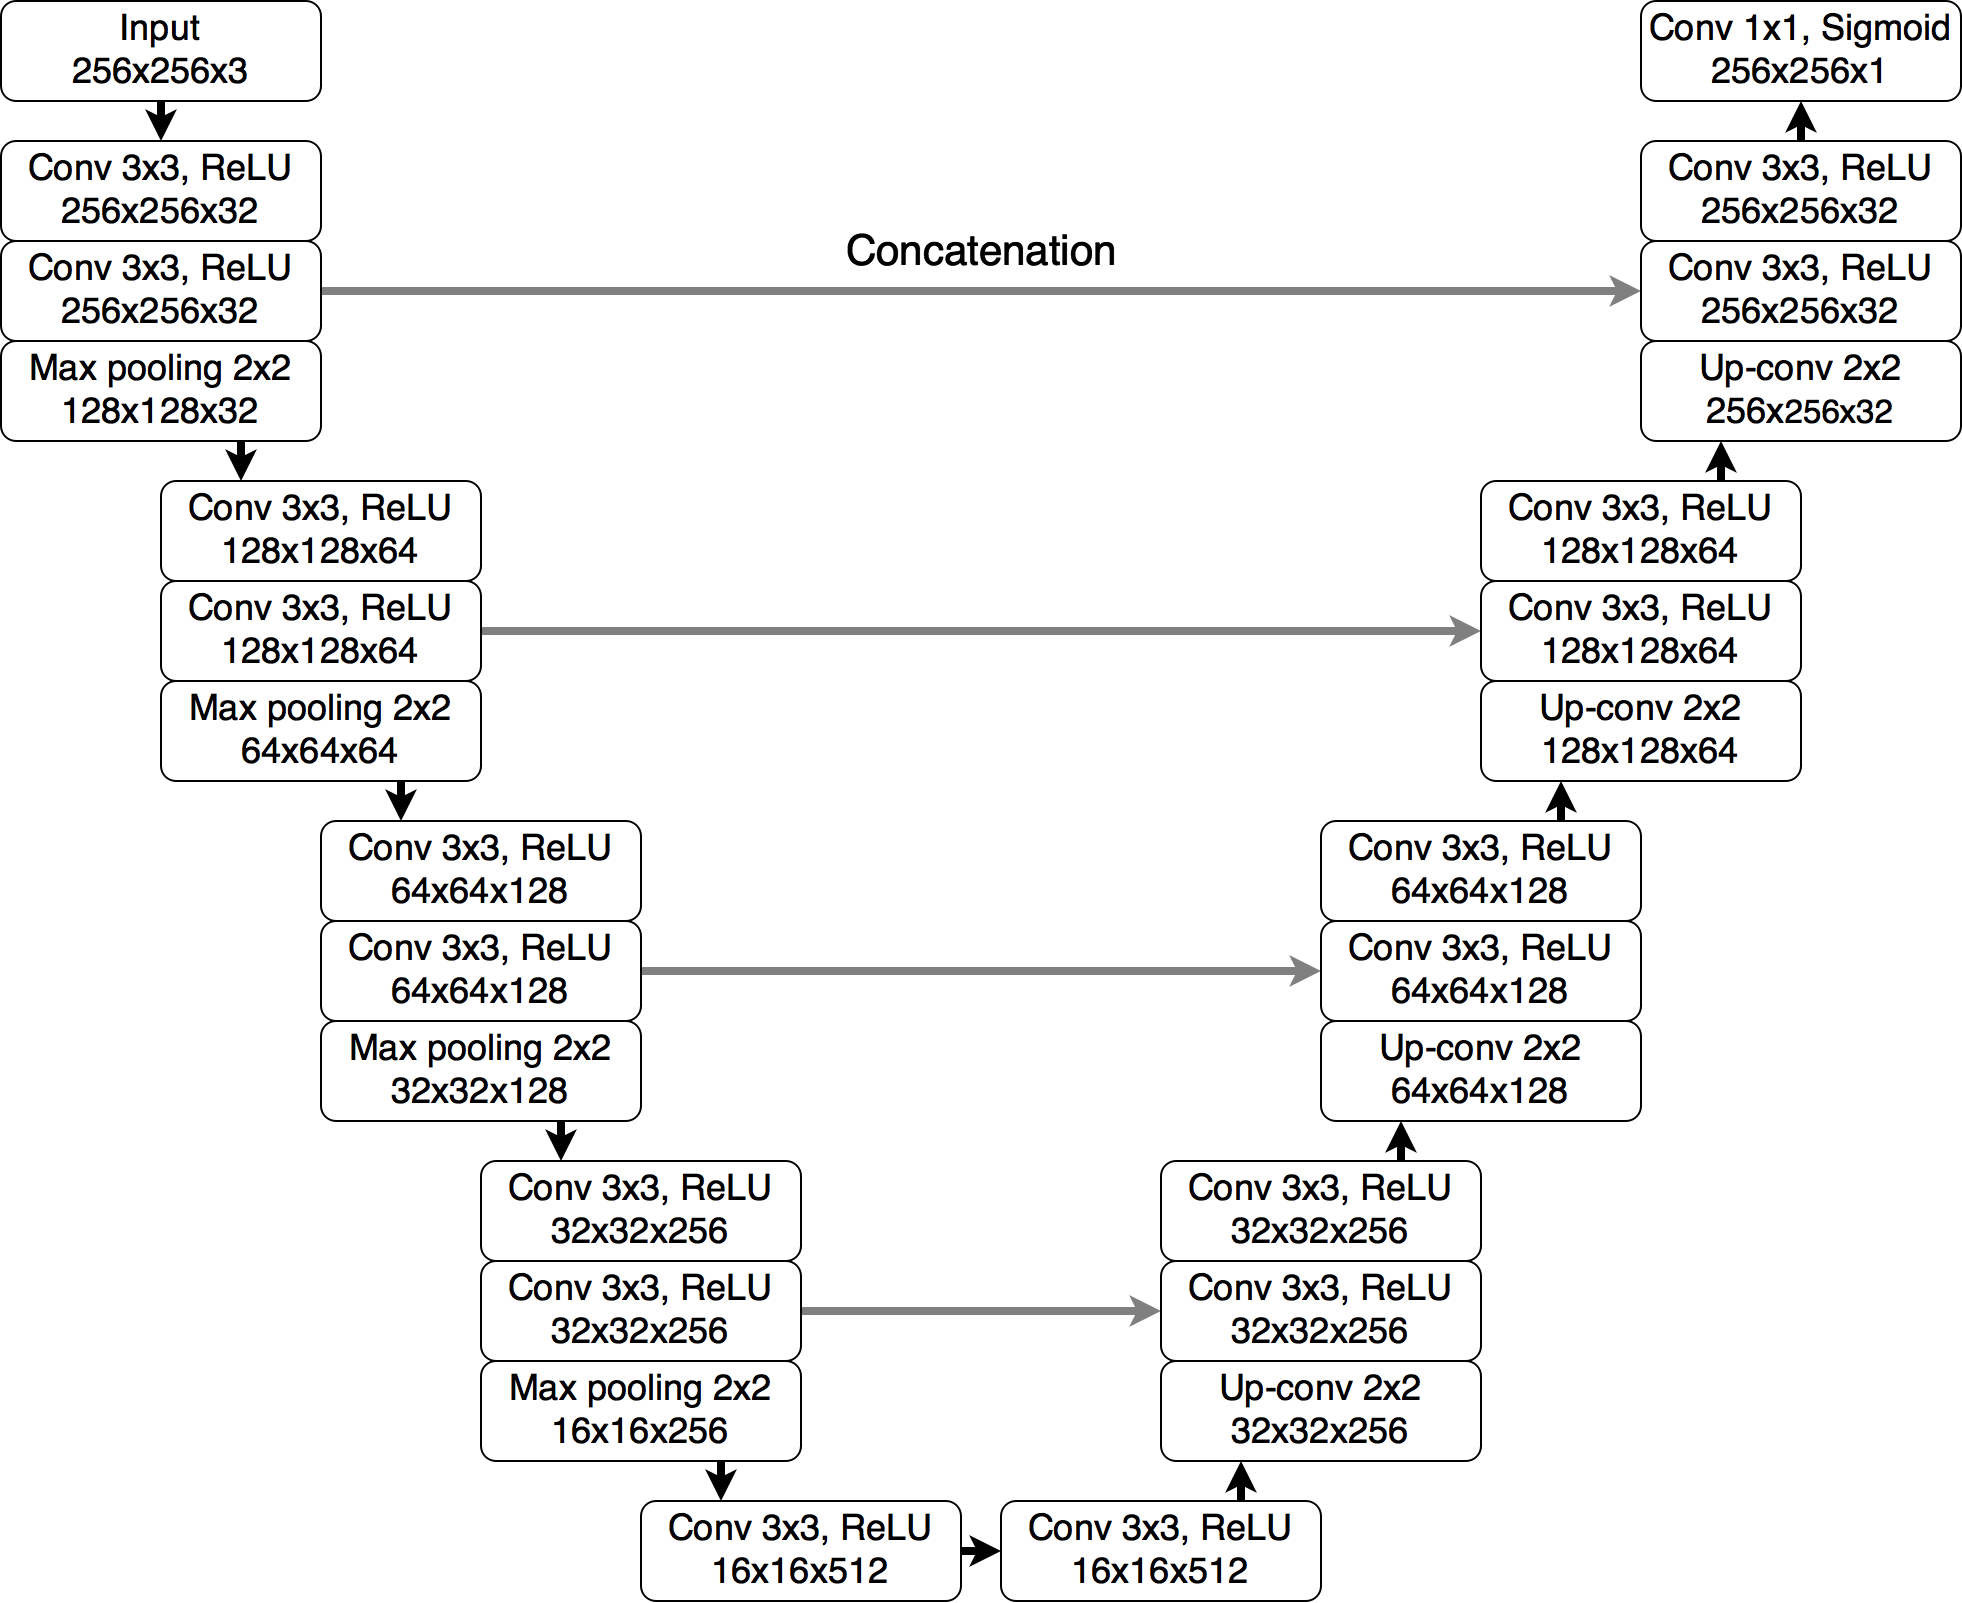 Input
256x256x3
Conv 3x3, ReLU
256x256x32
Conv 3x3, ReLU
256x256x32
Max pooling 2x2
128x128x32
Conv 3x3, ReLU
128x128x64
Conv 3x3, ReLU
128x128x64
Max pooling 2x2
64x64x64
Conv 3x3, ReLU
64x64x128
Conv 3x3, ReLU
64x64x128
Max pooling 2x2
32x32x128
Conv 3x3, ReLU
32x32x256
Conv 3x3, ReLU
32x32x256
Max pooling 2x2
16x16x256
Conv 3x3, ReLU
16x16x512
Concatenation
Conv 3x3, ReLU
16x16x512
Conv 3x3, ReLU
32x32x256
Conv 3x3, ReLU
32x32x256
Up-conv 2x2
32x32x256
Conv 3x3, ReLU
64x64x128
Conv 3x3, ReLU
64x64x128
Up-conv 2x2
64x64x128
Conv 3x3, ReLU
128x128x64
Conv 3x3, ReLU
128x128x64
Up-conv 2x2
128x128x64
Conv 1x1, Sigmoid
256x256x1
Conv 3x3, ReLU
256x256x32
Conv 3x3, ReLU
256x256x32
Up-conv 2x2
256x256x32